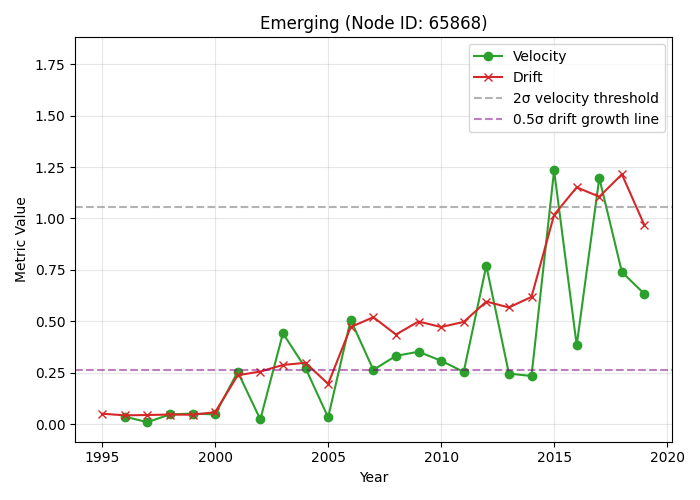 Emerging (Node ID: 65868)
Velocity
Drift
2σ velocity threshold
0.5σ drift growth line
Metric Value
1.75
1.50
1.25
1.00
0.75
0.50
0.25
0.00
1995
2000
2005
2010
2015
2020
Year